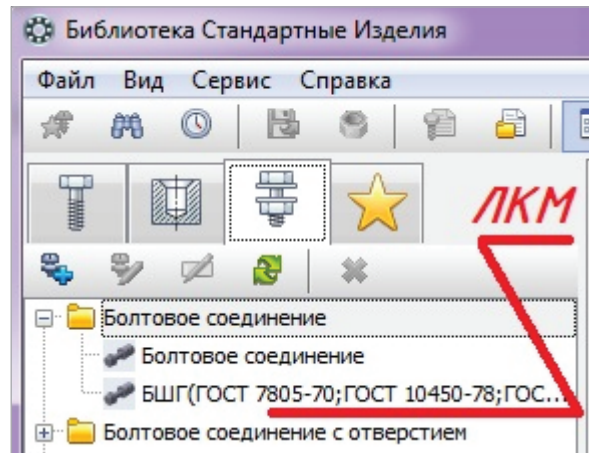 Библиотека Стандартные Изделия
Файл Вид Сервис Справка
ЛКМ
Болтовое соединение
Болтовое соединение
БШГ(ГОСТ 7805-70;ГОСТ 10450-78;ГОС...
Болтовое соединение с отверстием